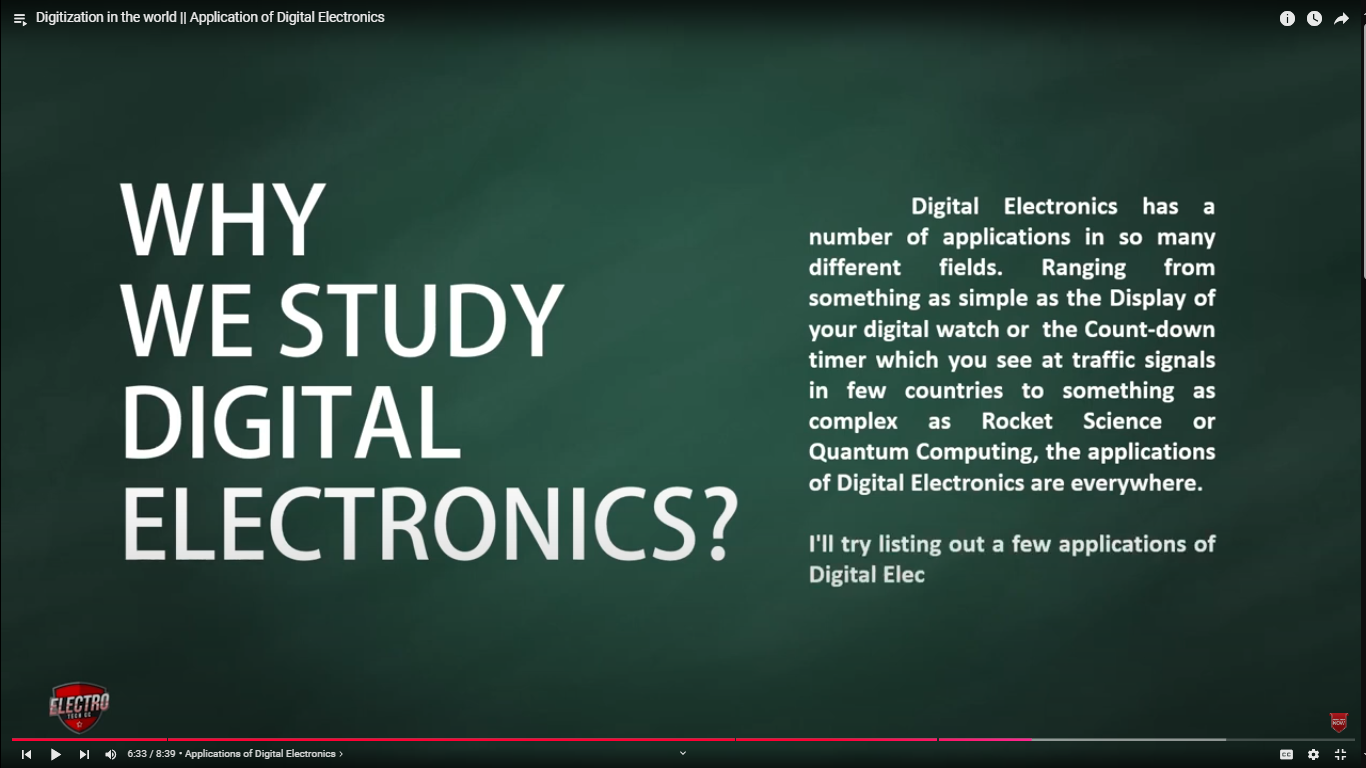 Digitization in the world || Application of Digital Electronics
WHY
WE STUDY
DIGITAL
ELECTRONICS?
Digital Electronics has a
number of applications in so many
different fields. Ranging from
something as simple as the Display of
your digital watch or the Count-down
timer which you see at traffic signals
in few countries to something as
complex as Rocket Science or
Quantum Computing, the applications
of Digital Electronics are everywhere.
I'll try listing out a few applications of
Digital Elec
ELECTRO
TECH CC
NOW
6:33 / 8:39 • Applications of Digital Electronics ›
CC